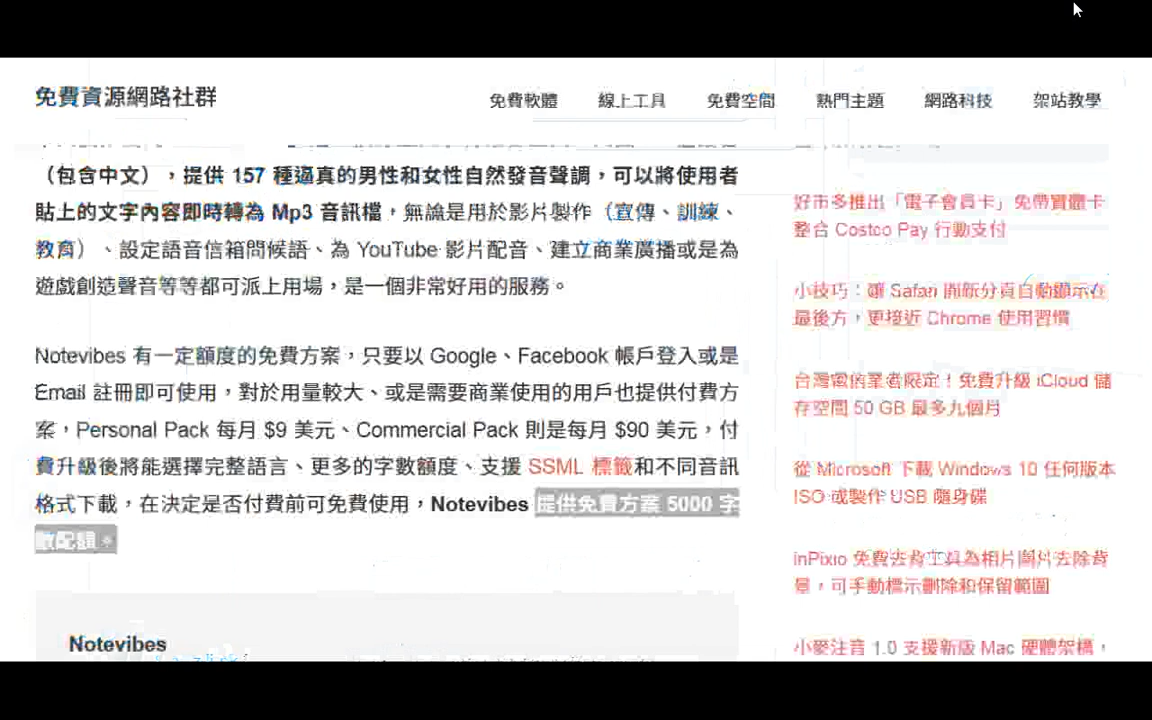 免費資源網路社群
免費軟體 線上工具 免費空間 熱門主題 網路科技 架站教學
（包含中文），提供 157 種逼真的男性和女性自然發音聲調，可以將使用者
貼上的文字內容即時轉為 Mp3 音訊檔，無論是用於影片製作（宣傳、訓練、
教育）、設定語音信箱問候語、為 YouTube 影片配音、建立商業廣播或是為
遊戲創造聲音等等都可派上用場，是一個非常好用的服務。
Notevibes 有一定額度的免費方案，只要以 Google、Facebook 帳戶登入或是
Email 註冊即可使用，對於用量較大、或是需要商業使用的用戶也提供付費方
案，Personal Pack 每月 $9 美元、Commercial Pack 則是每月 $90 美元，付
費升級後將能選擇完整語言、更多的字數額度、支援 SSML 標籤和不同音訊
格式下載，在決定是否付費前可免費使用，Notevibes 提供免費方案 5000 字
數配額。
Notevibes
好市多推出「電子會員卡」免帶實體卡
整合 Costco Pay 行動支付
小技巧：讓 Safari 開新分頁自動顯示在
最後方，更接近 Chrome 使用習慣
台灣電信業者限定！免費升級 iCloud 儲
存空間 50 GB 最多九個月
從 Microsoft 下載 Windows 10 任何版本
ISO 或製作 USB 隨身碟
inPixio 免費去背工具為相片圖片去除背
景，可手動標示刪除和保留範圍
小麥注音 1.0 支援新版 Mac 硬體架構，